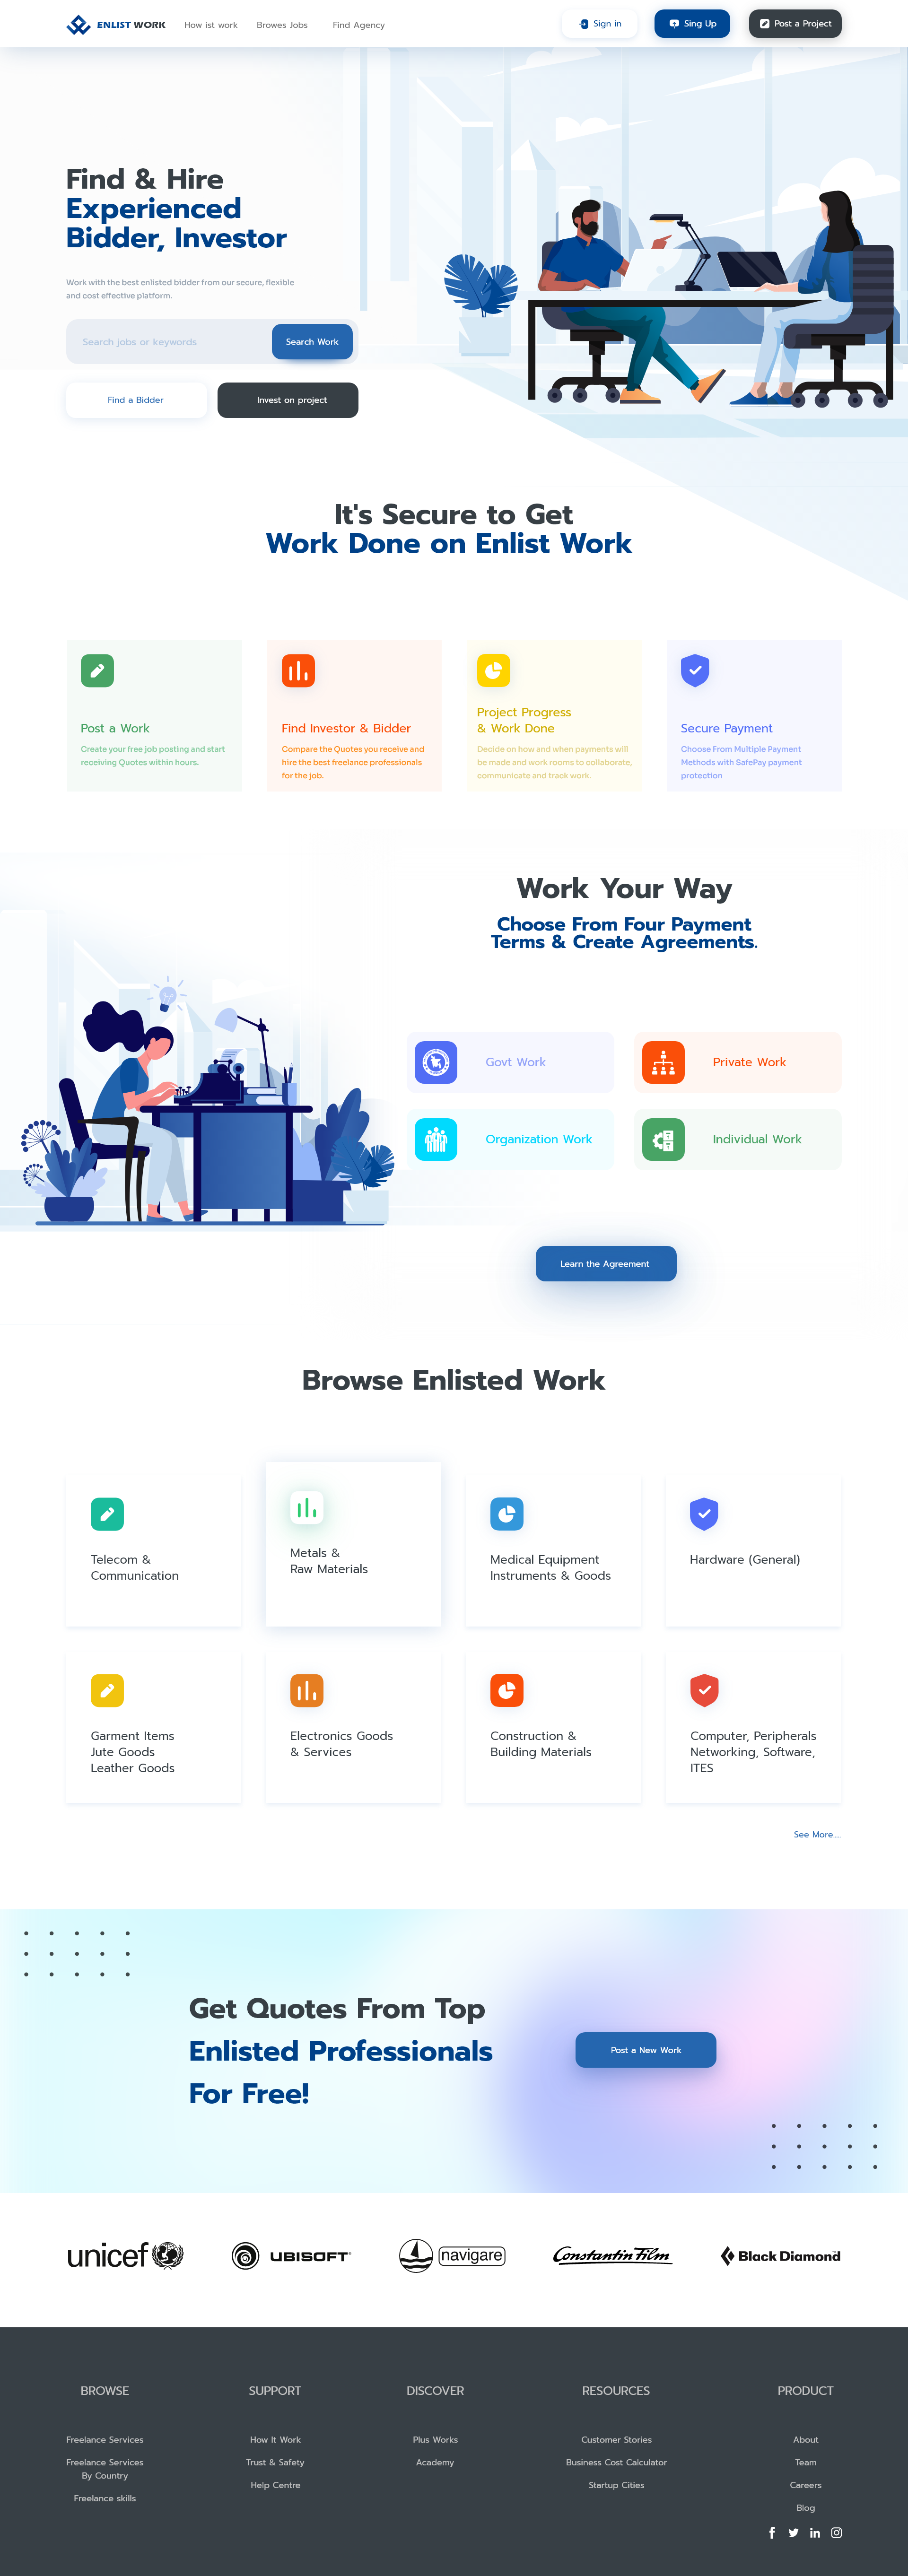 ENLIST WORK
How ist work
Browes Jobs
Find Agency
Sign in
Sing Up
Post a Project
Find & Hire
Experienced
Bidder, Investor
Work with the best enlisted bidder from our secure, flexible
and cost effective platform.
Search jobs or keywords
Search Work
Find a Bidder
Invest on project
It's Secure to Get
Work Done on Enlist Work
Post a Work
Create your free job posting and start
receiving Quotes within hours.
Find Investor & Bidder
Compare the Quotes you receive and
hire the best freelance professionals
for the job.
Project Progress
& Work Done
Decide on how and when payments will
be made and work rooms to collaborate,
communicate and track work.
Secure Payment
Choose From Multiple Payment
Methods with SafePay payment
protection
Work Your Way
Choose From Four Payment
Terms & Create Agreements.
Govt Work
Private Work
Organization Work
Individual Work
Learn the Agreement
Browse Enlisted Work
Telecom &
Communication
Metals &
Raw Materials
Medical Equipment
Instruments & Goods
Hardware (General)
Garment Items
Jute Goods
Leather Goods
Electronics Goods
& Services
Construction &
Building Materials
Computer, Peripherals
Networking, Software,
ITES
See More....
Get Quotes From Top
Enlisted Professionals
For Free!
Post a New Work
unicef
UBISOFT
navigare
Constantin Film
Black Diamond
BROWSE
Freelance Services
Freelance Services
By Country
Freelance skills
SUPPORT
How It Work
Trust & Safety
Help Centre
DISCOVER
Plus Works
Academy
RESOURCES
Customer Stories
Business Cost Calculator
Startup Cities
PRODUCT
About
Team
Careers
Blog